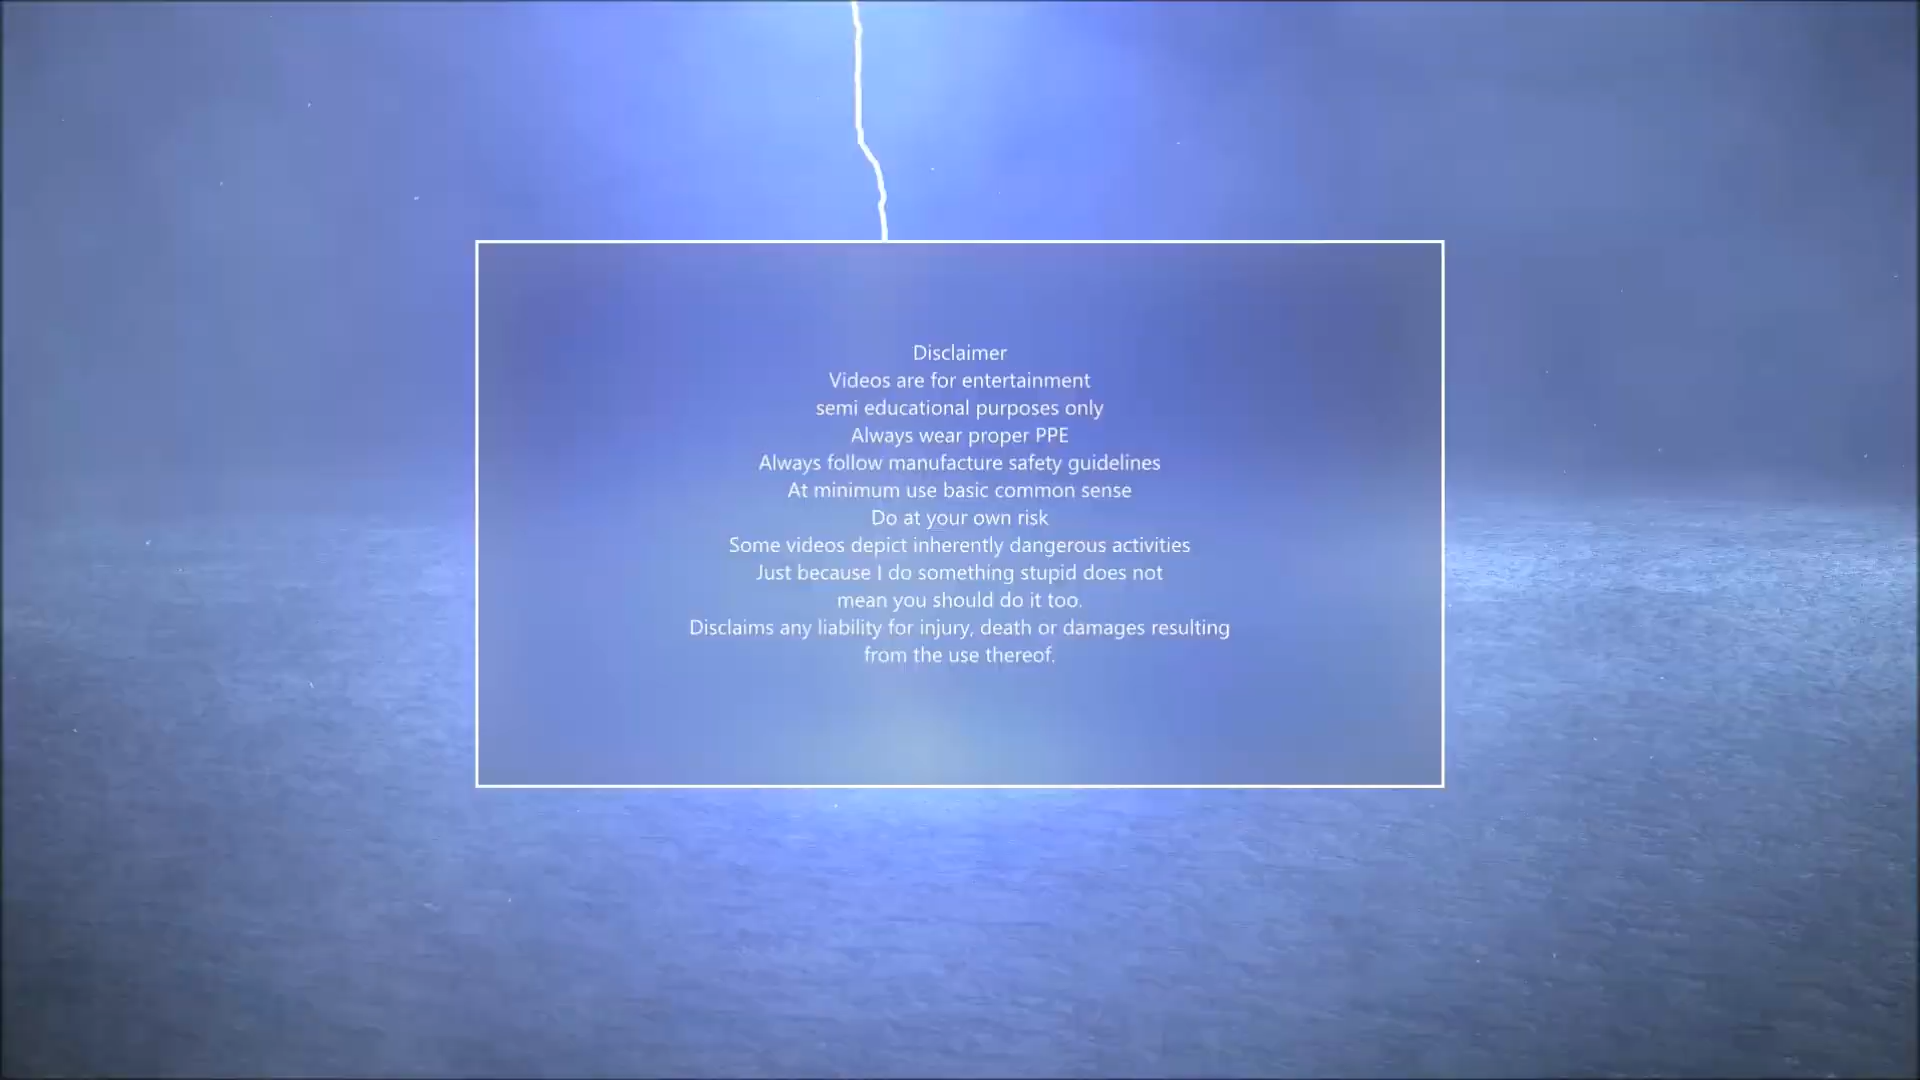 Disclaimer
Videos are for entertainment
semi educational purposes only
Always wear proper PPE
Always follow manufacture safety guidelines
At minimum use basic common sense
Do at your own risk
Some videos depict inherently dangerous activities
Just because I do something stupid does not
mean you should do it too.
Disclaims any liability for injury, death or damages resulting
from the use thereof.